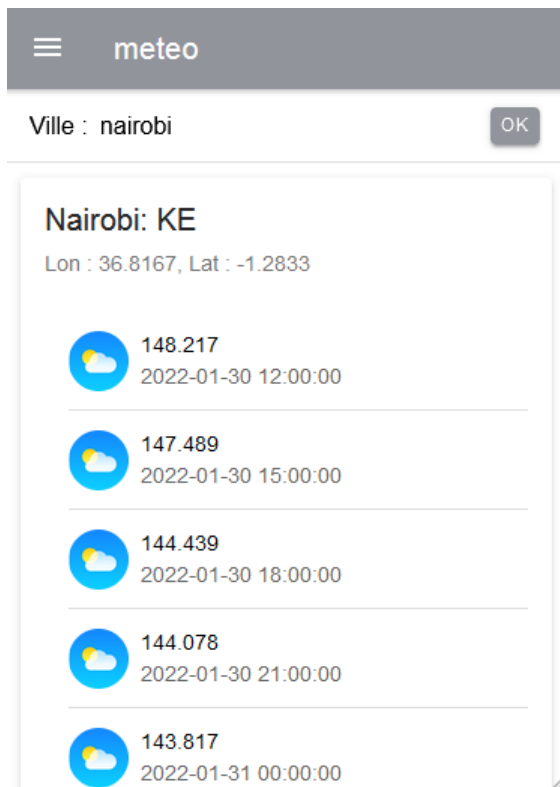 meteo
Ville : nairobi
OK
Nairobi: KE
Lon : 36.8167, Lat : -1.2833
148.217
2022-01-30 12:00:00
147.489
2022-01-30 15:00:00
144.439
2022-01-30 18:00:00
144.078
2022-01-30 21:00:00
143.817
2022-01-31 00:00:00